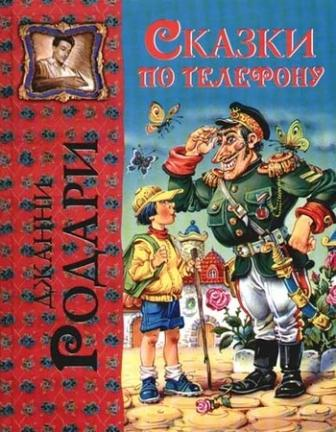 Джанни
Родари
Сказки
по телефону